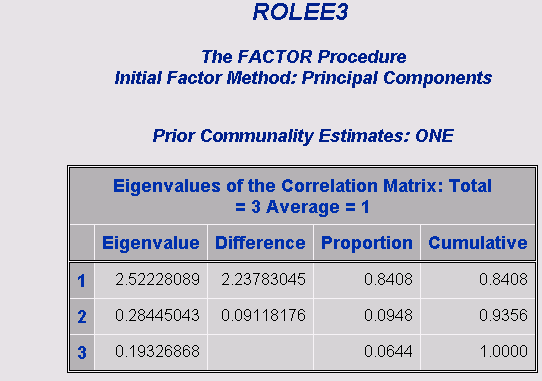 ROLEE3
The FACTOR Procedure
Initial Factor Method: Principal Components
Prior Communality Estimates: ONE
Eigenvalues of the Correlation Matrix: Total
= 3 Average = 1
Eigenvalue Difference Proportion Cumulative
1 2.52228089 2.23783045 0.8408 0.8408
2 0.28445043 0.09118176 0.0948 0.9356
3 0.19326868 0.0644 1.0000